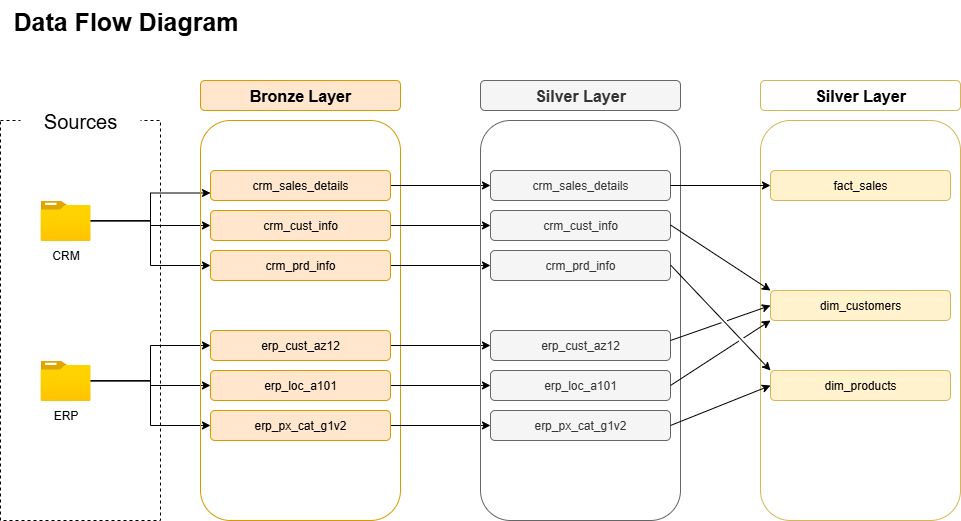 Data Flow Diagram
Bronze Layer
Silver Layer
Silver Layer
Sources
CRM
ERP
crm_sales_details
crm_cust_info
crm_prd_info
erp_cust_az12
erp_loc_a101
erp_px_cat_g1v2
crm_sales_details
crm_cust_info
crm_prd_info
erp_cust_az12
erp_loc_a101
erp_px_cat_g1v2
fact_sales
dim_customers
dim_products